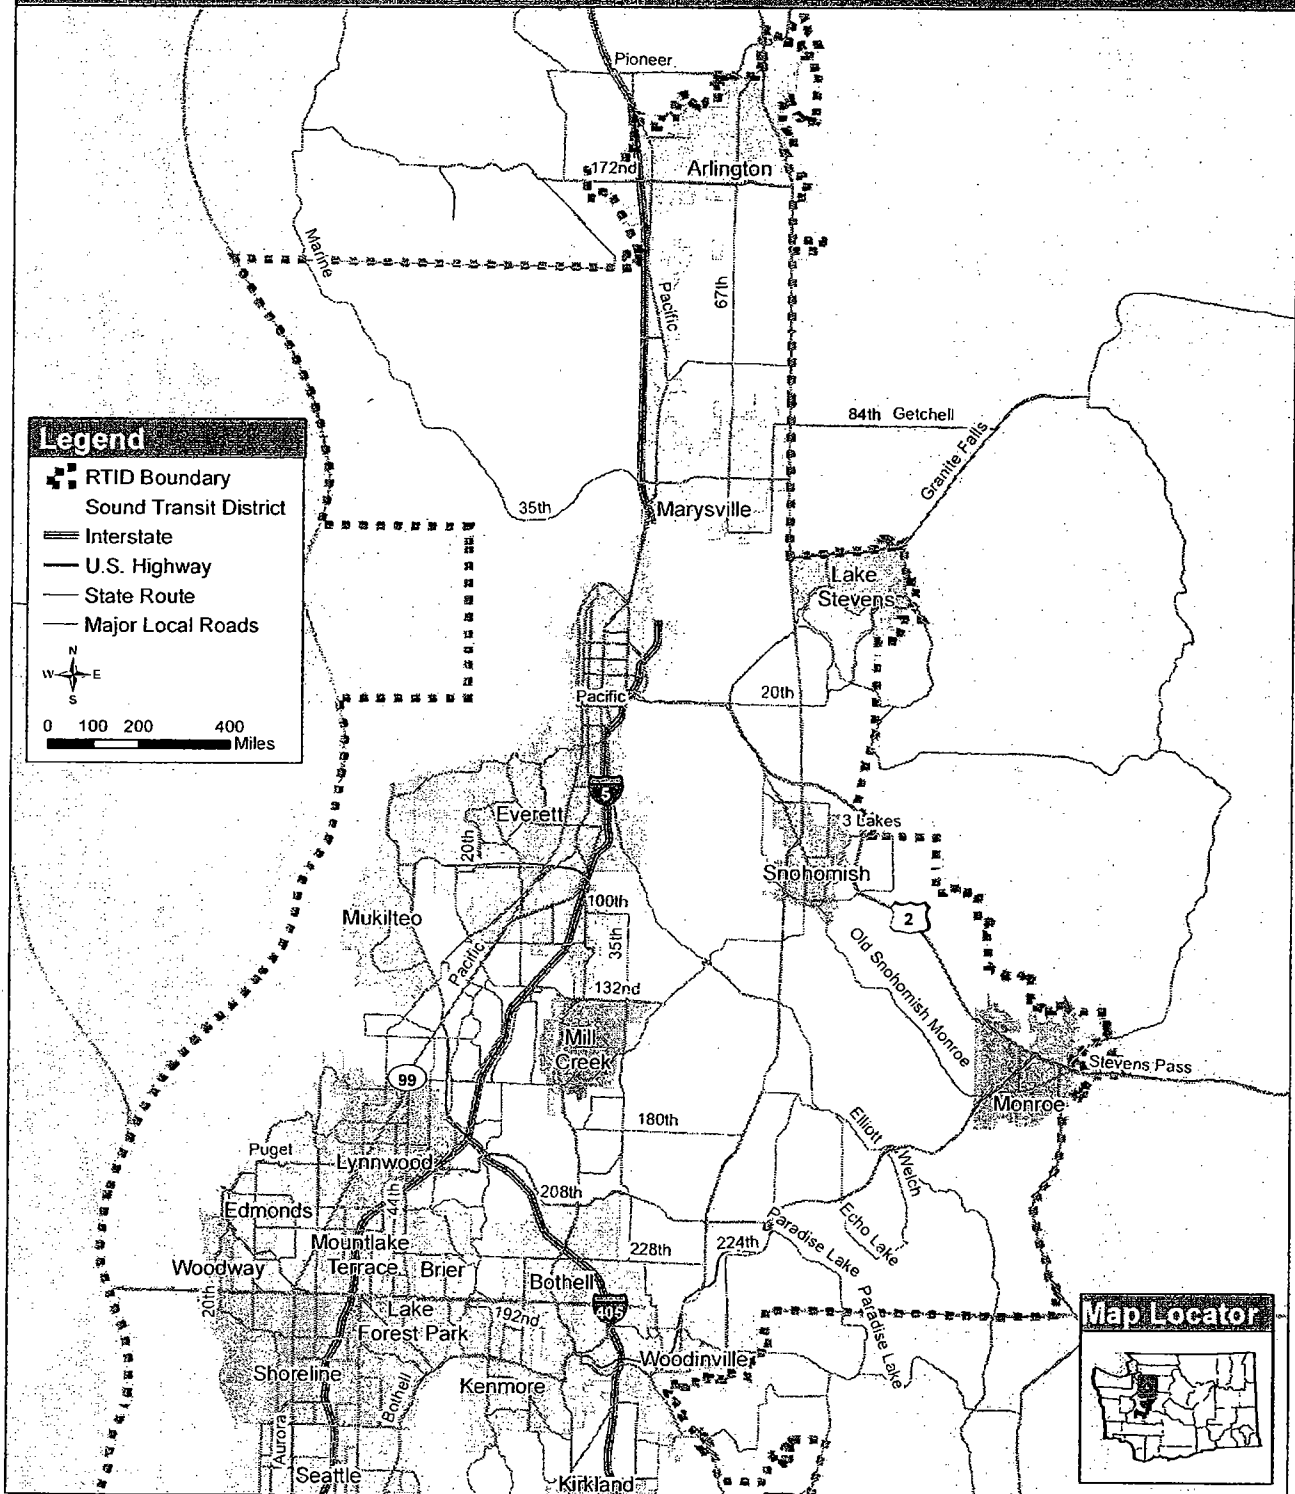 Pioneer
172nd
Arlington
Marine
Pacific
67th
84th Getchell
Granite Falls
Legend
RTID Boundary
Sound Transit District
Interstate
U.S. Highway
State Route
Major Local Roads
N
W E
S
0 100 200 400
Miles
35th
Marysville
Lake
Stevens
Pacific
20th
5
Everett
20th
3 Lakes
Snohomish
2
Mukilteo
100th
35th
Pacific
132nd
Old Snohomish Monroe
Mill
Creek
99
Stevens Pass
Monroe
180th
Elliott
Welch
Puget
Lynnwood
44th
208th
Edmonds
Echo Lake
Paradise Lake
Mountlake
Terrace
228th
224th
Woodway
Brier
Bothell
20th
405
Lake
Forest Park
192nd
Paradise Lake
Map Locator
Woodinville
Shoreline
Kenmore
Bothell
Aurora
Seattle
Kirkland